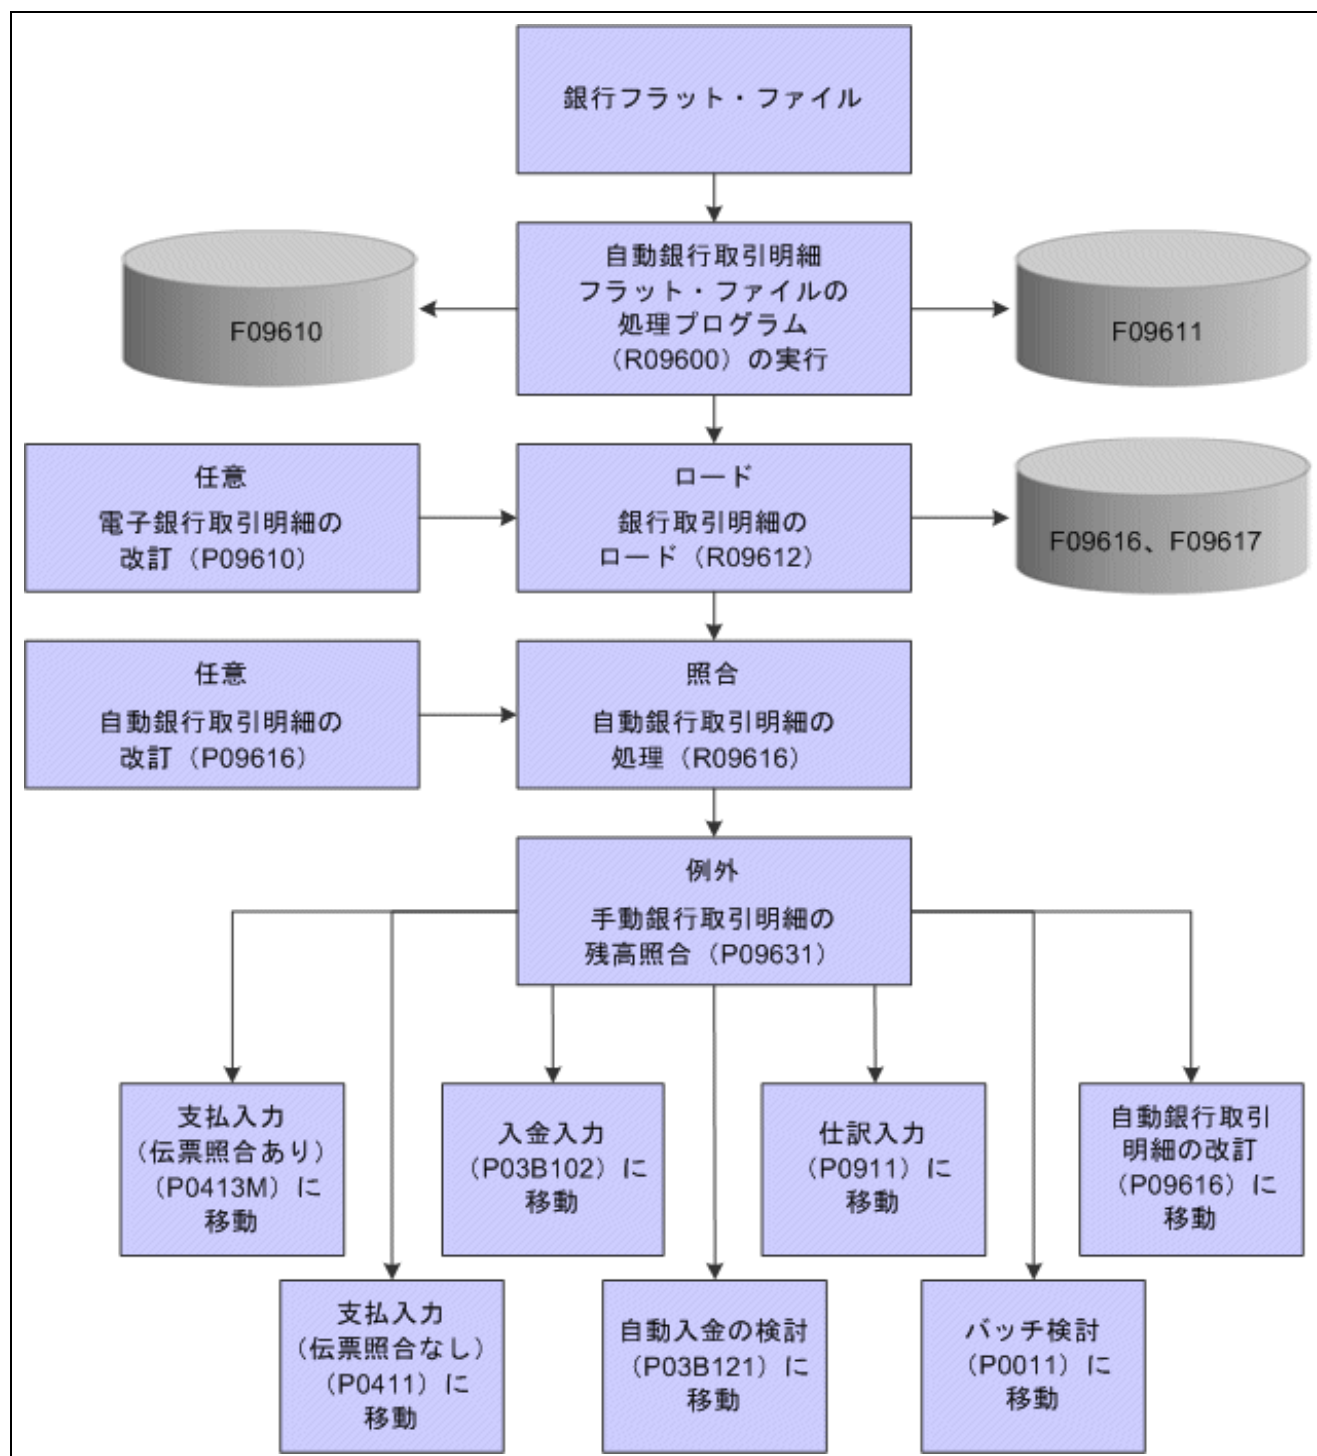 銀行フラット・ファイル
自動銀行取引明細
フラット・ファイルの
処理プログラム
（R09600）の実行
F09610
F09611
任意
電子銀行取引明細の
改訂（P09610）
ロード
銀行取引明細の
ロード（R09612）
F09616、F09617
任意
自動銀行取引明細の
改訂（P09616）
照合
自動銀行取引明細の
処理（R09616）
例外
手動銀行取引明細の
残高照合（P09631）
支払入力
（伝票照合あり）
（P0413M）に
移動
入金入力
（P03B102）に
移動
仕訳入力
（P0911）に
移動
自動銀行取引
明細の改訂
（P09616）に
移動
支払入力
（伝票照合なし）
（P0411）に
移動
自動入金の検討
（P03B121）に
移動
バッチ検討
（P0011）に
移動